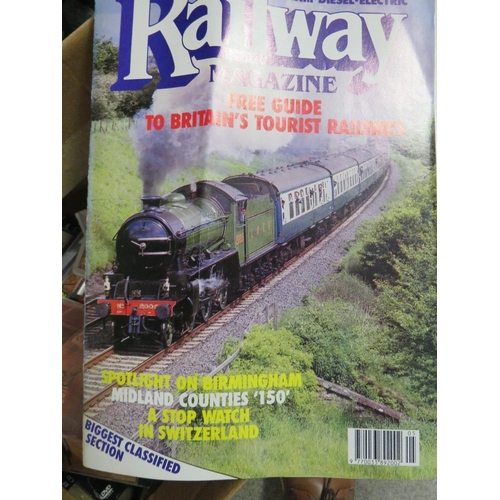 DIESEL·ELECTRIC
Railway
MAGAZINE
FREE GUIDE
TO BRITAIN'S TOURIST RAILWAYS
SPOTLIGHT ON BIRMINGHAM
MIDLAND COUNTIES '150'
A STOP WATCH
IN SWITZERLAND
BIGGEST CLASSIFIED
SECTION